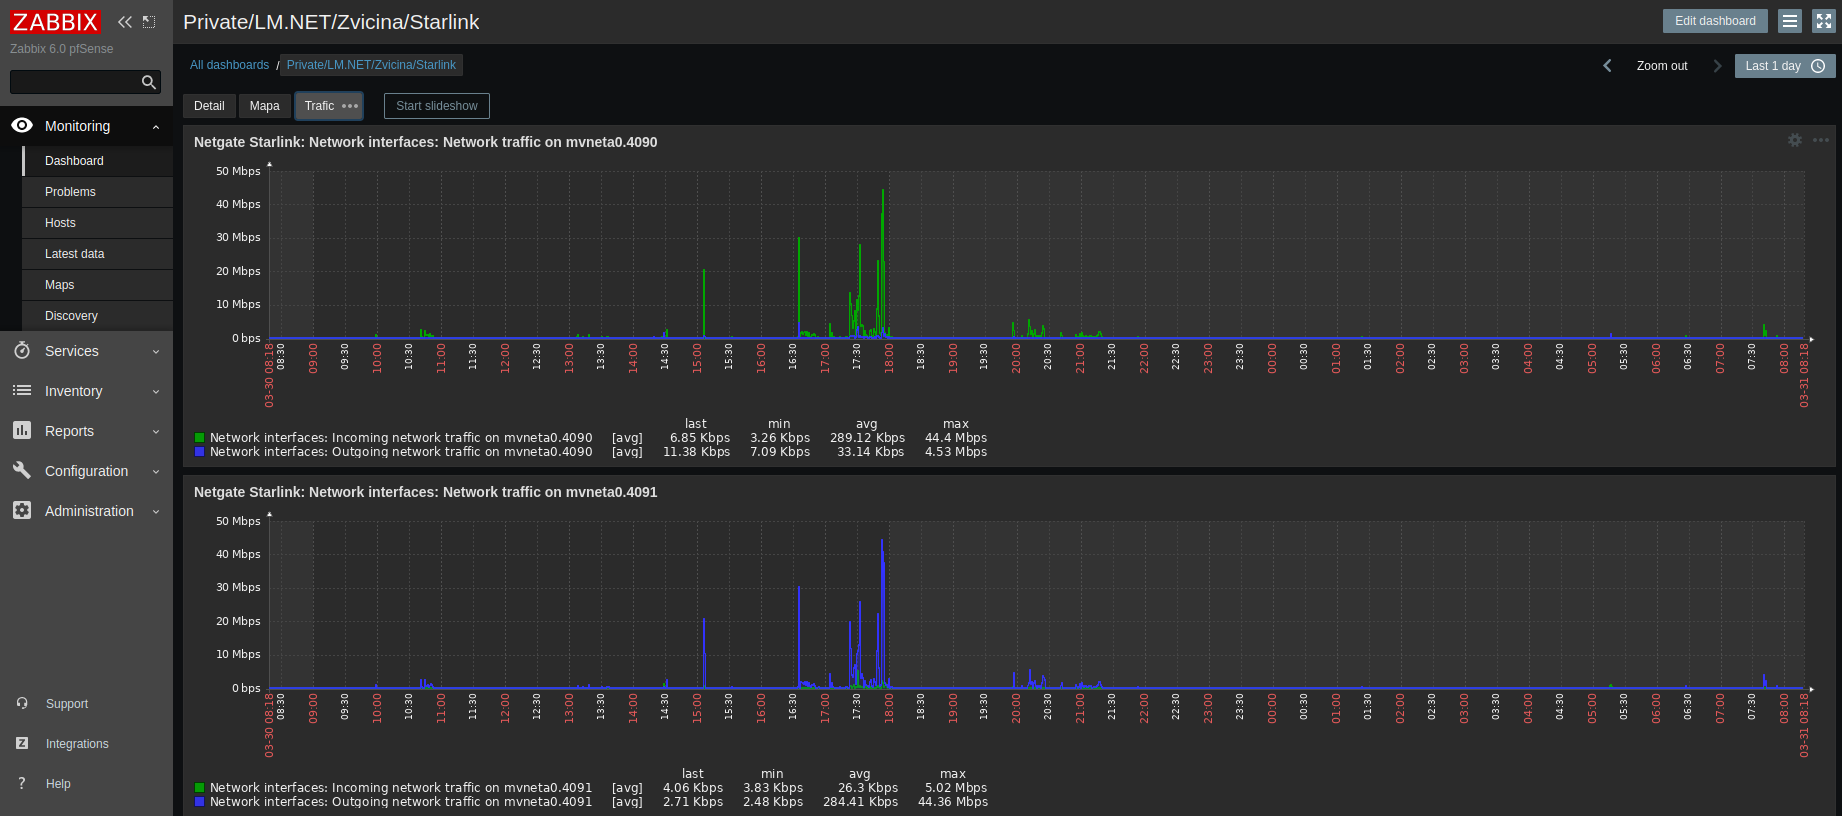 ZABBIX
Zabbix 6.0 pfSense
Monitoring
Dashboard
Problems
Hosts
Latest data
Maps
Discovery
Services
Inventory
Reports
Configuration
Administration
Support
Z Integrations
? Help
Private/LM.NET/Zvicina/Starlink
Edit dashboard
All dashboards / Private/LM.NET/Zvicina/Starlink
Zoom out
Last 1 day
Detail Mapa Trafic Start slideshow
Netgate Starlink: Network interfaces: Network traffic on mvneta0.4090
50 Mbps
40 Mbps
30 Mbps
20 Mbps
10 Mbps
0 bps
03-30 08:18 08:30 09:00 09:30 10:00 10:30 11:00 11:30 12:00 12:30 13:00 13:30 14:00 14:30 15:00 15:30 16:00 16:30 17:00 17:30 18:00 18:30 19:00 19:30 20:00 20:30 21:00 21:30 22:00 22:30 23:00 23:30 00:00 00:30 01:00 01:30 02:00 02:30 03:00 03:30 04:00 04:30 05:00 05:30 06:00 06:30 07:00 07:30 08:00 03-31 08:18
last min avg max
Network interfaces: Incoming network traffic on mvneta0.4090 [avg] 6.85 Kbps 3.26 Kbps 289.12 Kbps 44.4 Mbps
Network interfaces: Outgoing network traffic on mvneta0.4090 [avg] 11.38 Kbps 7.09 Kbps 33.14 Kbps 4.53 Mbps
Netgate Starlink: Network interfaces: Network traffic on mvneta0.4091
50 Mbps
40 Mbps
30 Mbps
20 Mbps
10 Mbps
0 bps
03-30 08:18 08:30 09:00 09:30 10:00 10:30 11:00 11:30 12:00 12:30 13:00 13:30 14:00 14:30 15:00 15:30 16:00 16:30 17:00 17:30 18:00 18:30 19:00 19:30 20:00 20:30 21:00 21:30 22:00 22:30 23:00 23:30 00:00 00:30 01:00 01:30 02:00 02:30 03:00 03:30 04:00 04:30 05:00 05:30 06:00 06:30 07:00 07:30 08:00 03-31 08:18
last min avg max
Network interfaces: Incoming network traffic on mvneta0.4091 [avg] 4.06 Kbps 3.83 Kbps 26.3 Kbps 5.02 Mbps
Network interfaces: Outgoing network traffic on mvneta0.4091 [avg] 2.71 Kbps 2.48 Kbps 284.41 Kbps 44.36 Mbps